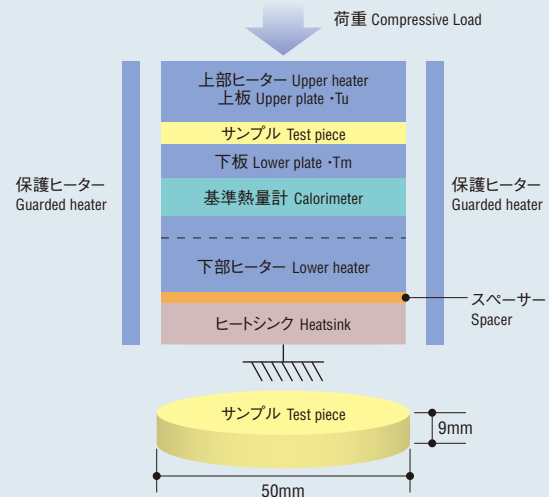 荷重 Compressive Load
上部ヒーター Upper heater
上板 Upper plate ・Tu
サンプル Test piece
下板 Lower plate ・Tm
保護ヒーター
Guarded heater
基準熱量計 Calorimeter
保護ヒーター
Guarded heater
下部ヒーター Lower heater
スペーサー
Spacer
ヒートシンク Heatsink
サンプル Test piece
9mm
50mm